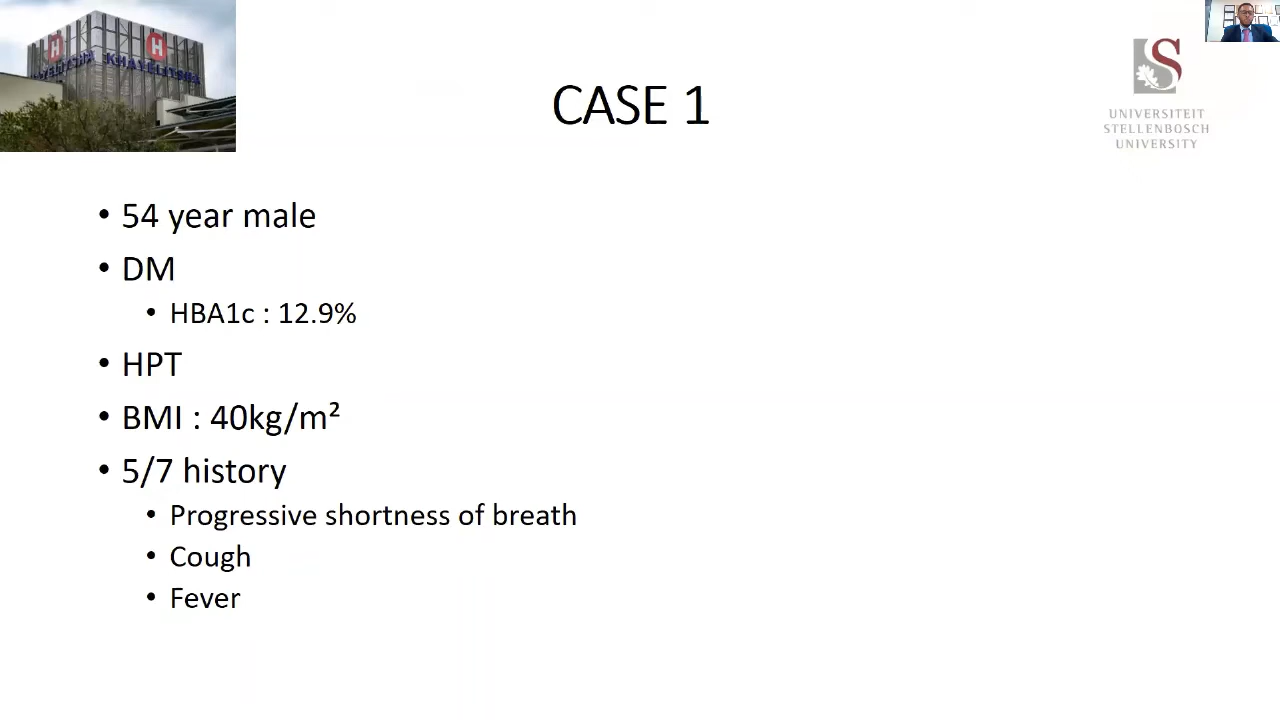 H
H
KHAYELITSHA
CASE 1
UNIVERSITEIT
STELLENBOSCH
UNIVERSITY
• 54 year male
• DM
• HBA1c : 12.9%
• HPT
• BMI : 40kg/m²
• 5/7 history
• Progressive shortness of breath
• Cough
• Fever